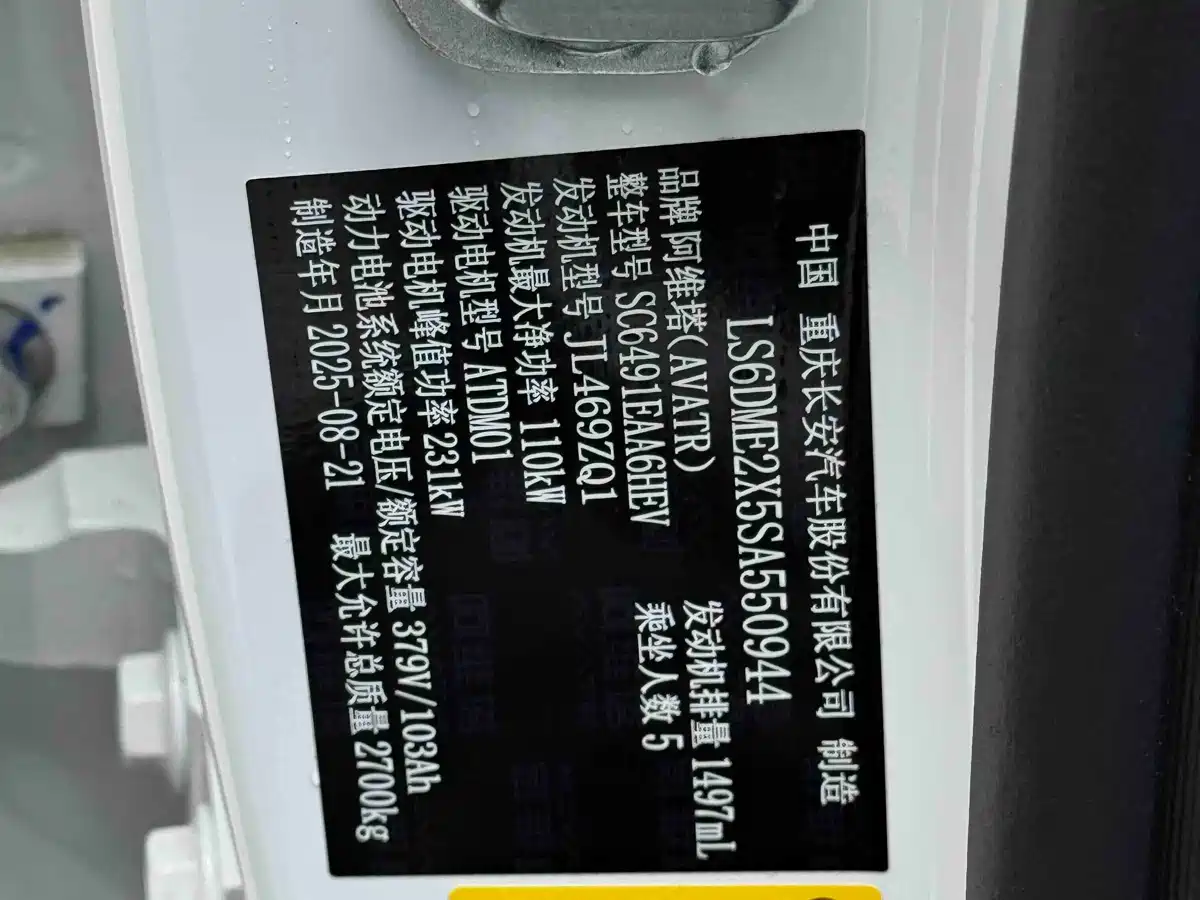 中国 重庆长安汽车股份有限公司 制造
LS6DME2X5SA550944
品牌 阿维塔(AVATR) 发动机排量 1497mL
整车型号 SC6491EAA6HEV 乘坐人数 5
发动机型号 JL469ZQ1
发动机最大净功率 110kW
驱动电机型号 ATDM01
驱动电机峰值功率 231kW
动力电池系统额定电压/额定容量 379V/103Ah
制造年月 2025-08-21 最大允许总质量 2700kg